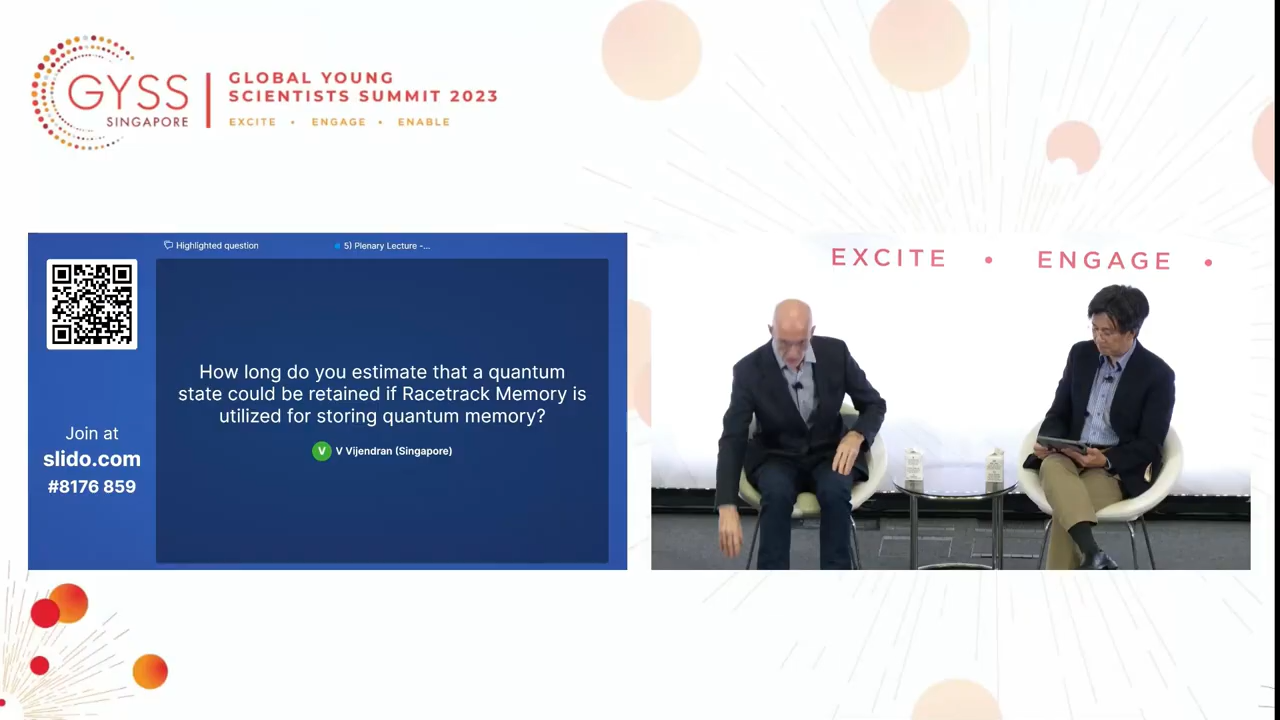 GYSS
SINGAPORE
GLOBAL YOUNG
SCIENTISTS SUMMIT 2023
EXCITE • ENGAGE • ENABLE
Highlighted question
5) Plenary Lecture -...
How long do you estimate that a quantum
state could be retained if Racetrack Memory is
utilized for storing quantum memory?
V
V Vijendran (Singapore)
Join at
slido.com
#8176 859
EXCITE • ENGAGE •